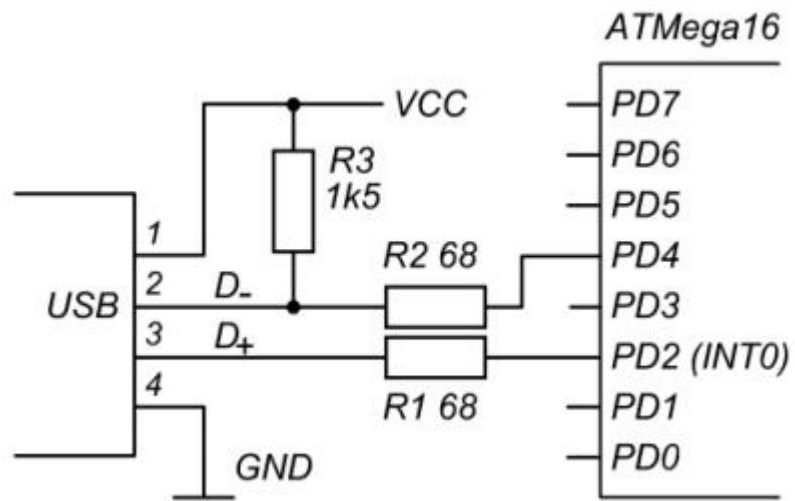 ATMega16
VCC
PD7
R3
1k5
PD6
PD5
1
R2 68
PD4
2
D-
USB
PD3
3
D+
PD2 (INT0)
4
R1 68
PD1
GND
PD0